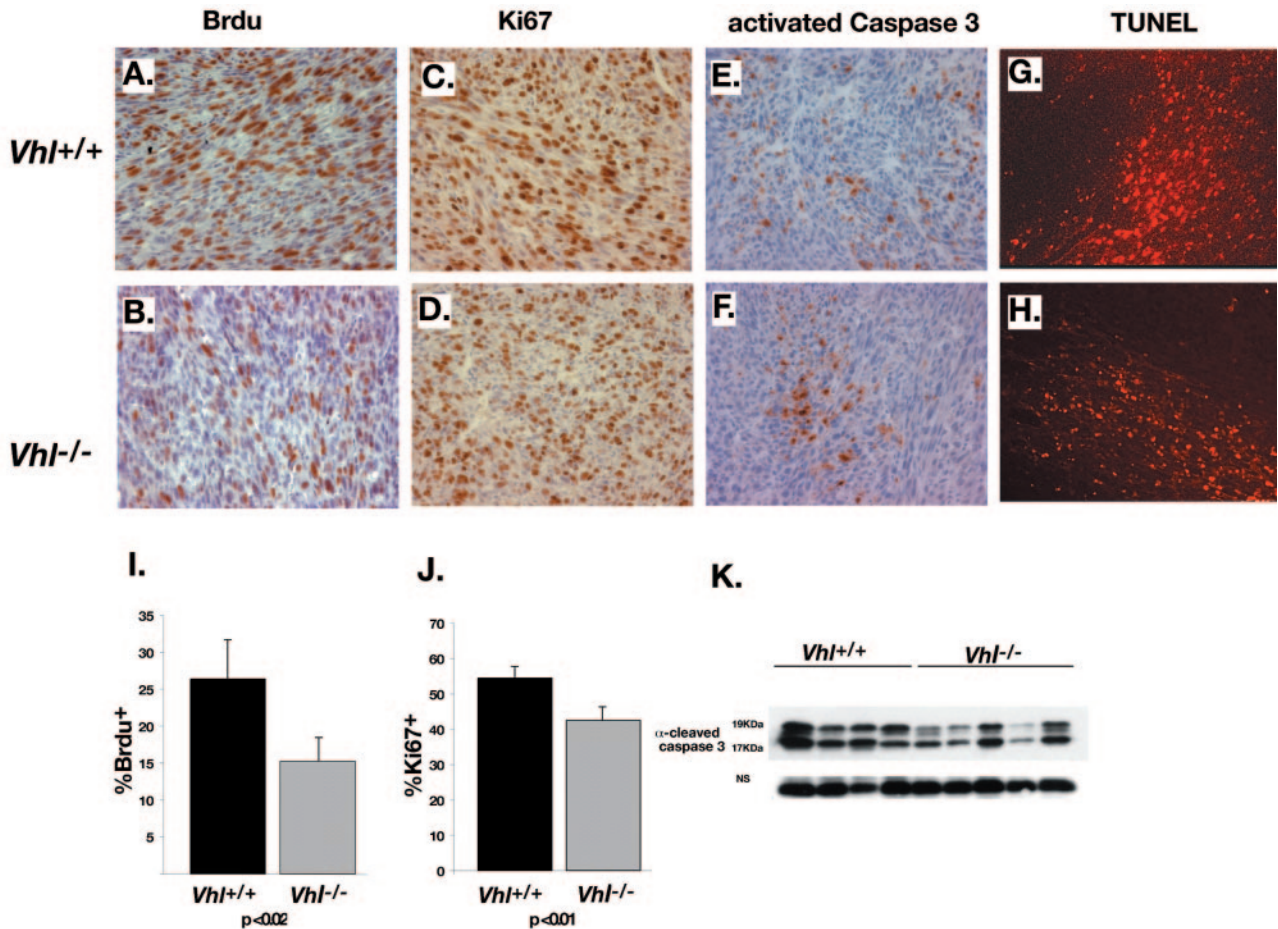 Brdu
Ki67
activated Caspase 3
TUNEL
Vhl+/+
A.
C.
E.
G.
Vhl-/-
B.
D.
F.
H.
I.
J.
K.
%Brdu+
35
30
25
20
15
10
5
Vhl+/+
Vhl-/-
p<0.02
%Ki67+
70
60
50
40
30
20
10
0
Vhl+/+
Vhl-/-
p<0.01
Vhl+/+
Vhl-/-
α-cleaved
caspase 3
19KDa
17KDa
NS